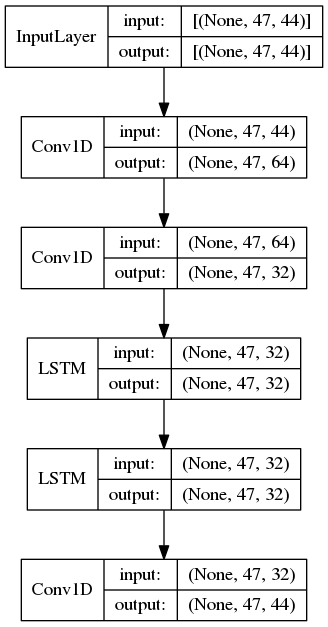 InputLayer input: [(None, 47, 44)]
output: [(None, 47, 44)]
Conv1D input: (None, 47, 44)
output: (None, 47, 64)
Conv1D input: (None, 47, 64)
output: (None, 47, 32)
LSTM input: (None, 47, 32)
output: (None, 47, 32)
LSTM input: (None, 47, 32)
output: (None, 47, 32)
Conv1D input: (None, 47, 32)
output: (None, 47, 44)